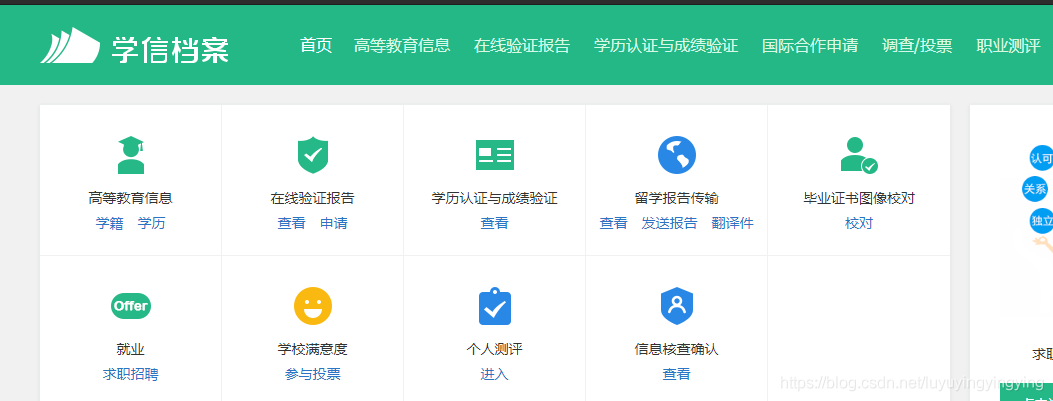 学信档案 首页 高等教育信息 在线验证报告 学历认证与成绩验证 国际合作申请 调查/投票 职业测评
高等教育信息 在线验证报告 学历认证与成绩验证 留学报告传输 毕业证书图像校对
学籍 学历 查看 申请 查看 查看 发送报告 翻译件 校对
认可
关系
独立
Offer
就业 学校满意度 个人测评 信息核查确认
求职招聘 参与投票 进入 查看
求职
https://blog.csdn.net/luyuyingyingying